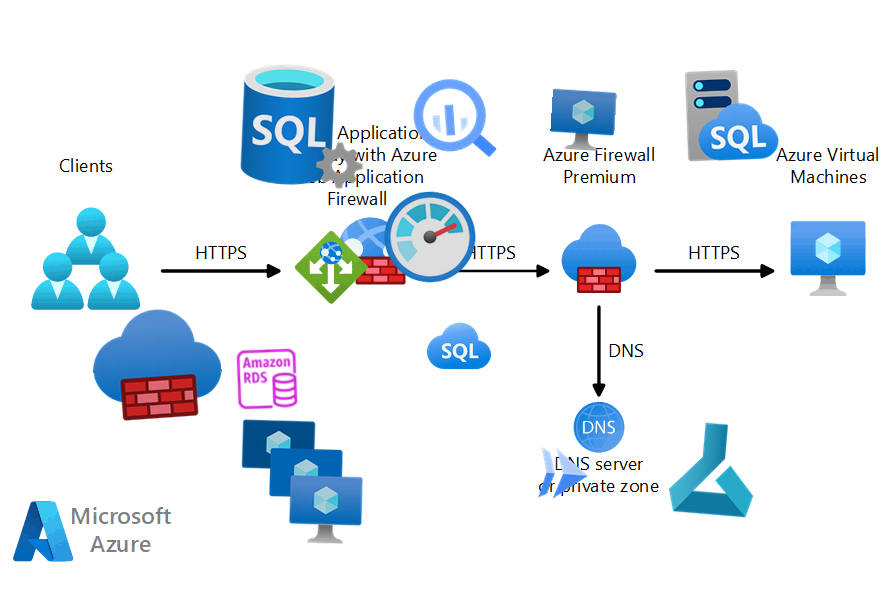 SQL
Application
with Azure
Application
Firewall
Clients
Azure Firewall
Premium
SQL
Azure Virtual
Machines
HTTPS
HTTPS
HTTPS
SQL
Amazon
RDS
DNS
DNS
DNS server
or private zone
Microsoft
Azure